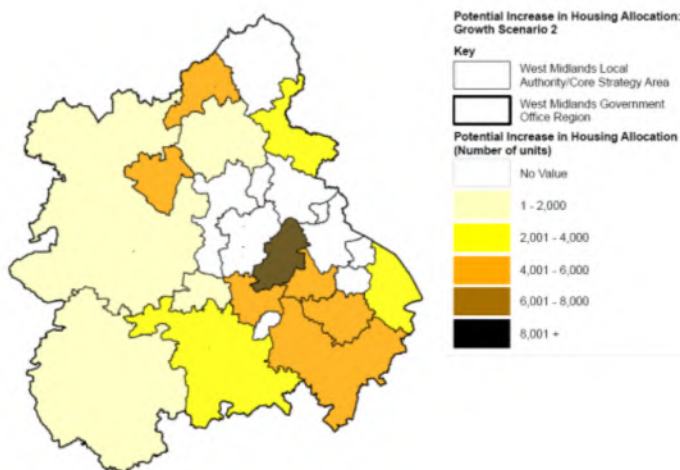 Potential Increase in Housing Allocation:
Growth Scenario 2
Key
West Midlands Local
Authority/Core Strategy Area
West Midlands Government
Office Region
Potential Increase in Housing Allocation
(Number of units)
No Value
1 - 2,000
2,001 - 4,000
4,001 - 6,000
6,001 - 8,000
8,001 +